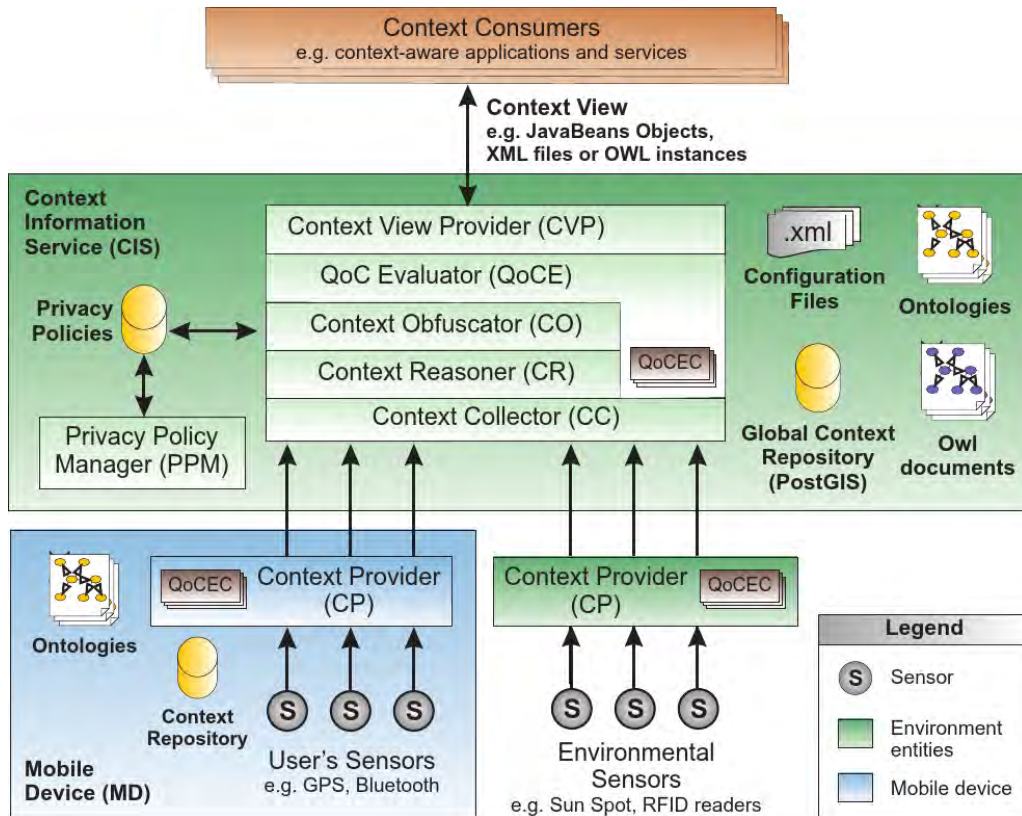 Context Consumers
e.g. context-aware applications and services
Context View
e.g. JavaBeans Objects,
XML files or OWL instances
Context
Information
Service (CIS)
Context View Provider (CVP)
QoC Evaluator (QoCE)
Context Obfuscator (CO)
Context Reasoner (CR)
QoCEC
Context Collector (CC)
Privacy
Policies
Privacy Policy
Manager (PPM)
.xml
Configuration
Files
Ontologies
Global Context
Repository
(PostGIS)
Owl
documents
Ontologies
QoCEC
Context Provider
(CP)
Context
Repository
S
S
S
User's Sensors
e.g. GPS, Bluetooth
Mobile
Device (MD)
Context Provider
(CP)
QoCEC
S
S
S
Environmental
Sensors
e.g. Sun Spot, RFID readers
Legend
S
Sensor
Environment
entities
Mobile device